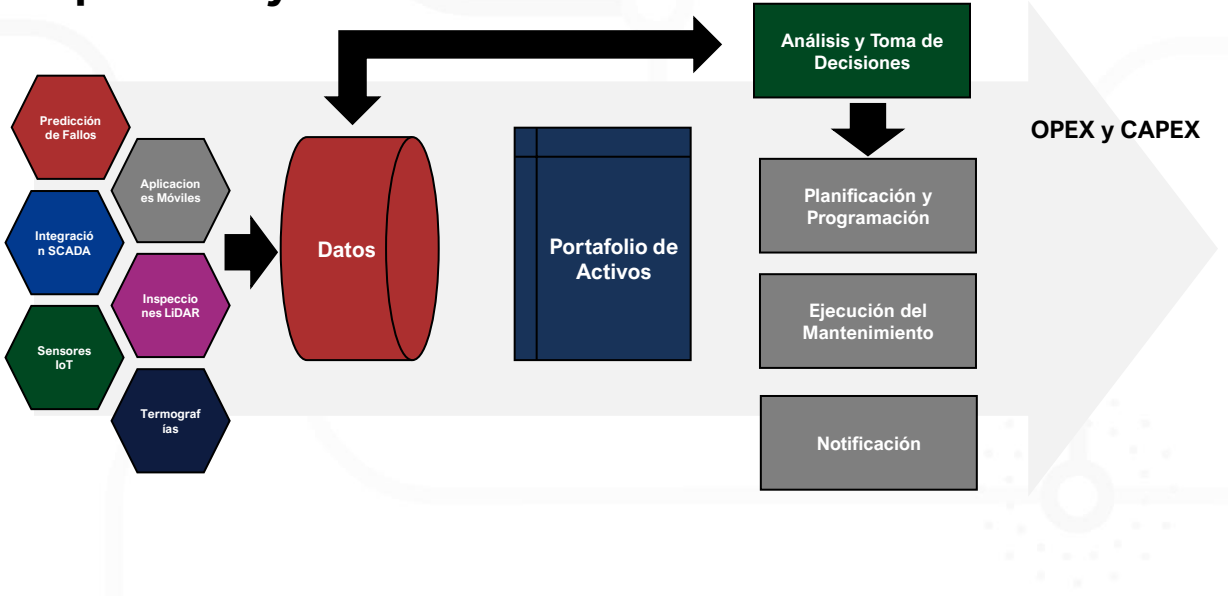 Análisis y Toma de
Decisiones
OPEX y CAPEX
Predicción
de Fallos
Aplicacion
es Móviles
Integració
n SCADA
Inspeccio
nes LiDAR
Sensores
IoT
Termograf
ías
Datos
Portafolio de
Activos
Planificación y
Programación
Ejecución del
Mantenimiento
Notificación